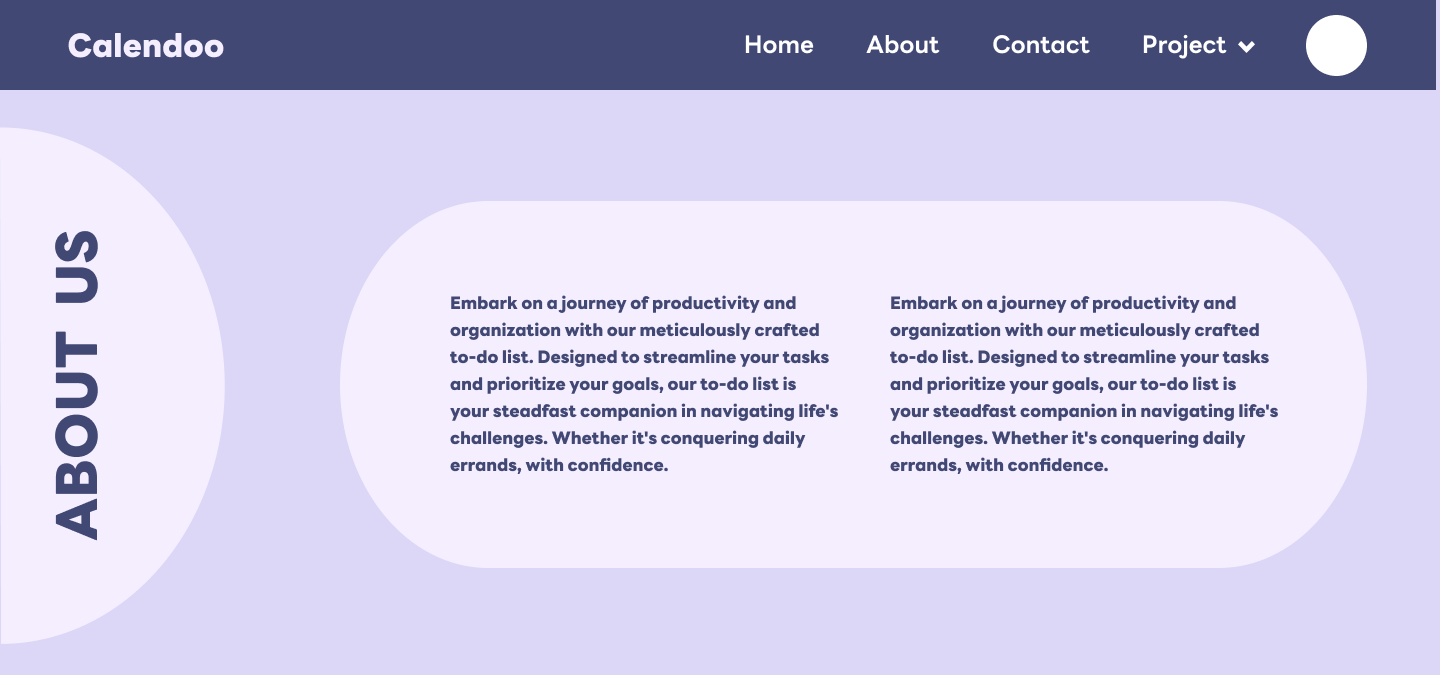 Calendoo
Home About Contact Project
ABOUT US
Embark on a journey of productivity and
organization with our meticulously crafted
to-do list. Designed to streamline your tasks
and prioritize your goals, our to-do list is
your steadfast companion in navigating life's
challenges. Whether it's conquering daily
errands, with confidence.
Embark on a journey of productivity and
organization with our meticulously crafted
to-do list. Designed to streamline your tasks
and prioritize your goals, our to-do list is
your steadfast companion in navigating life's
challenges. Whether it's conquering daily
errands, with confidence.